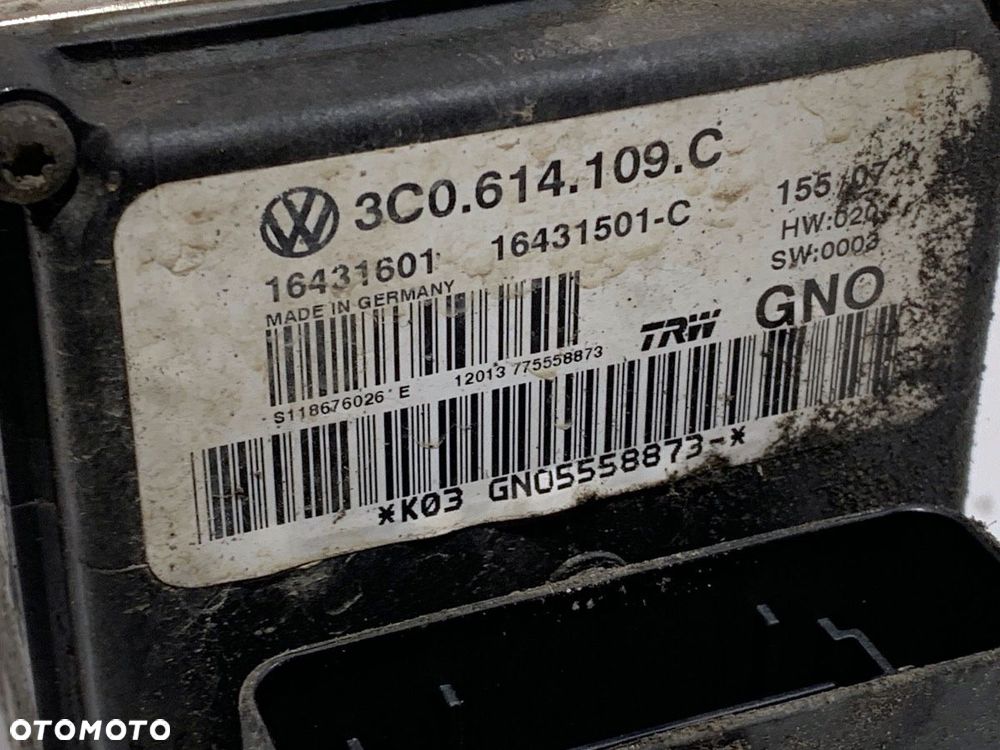 3C0.614.109.C
16431601 16431501-C 155/07
MADE IN GERMANY HW:020
SW:0003
TRW GNO
S118676026 E 12013 775558873
*K03 GNO5558873-*
OTOMOTO